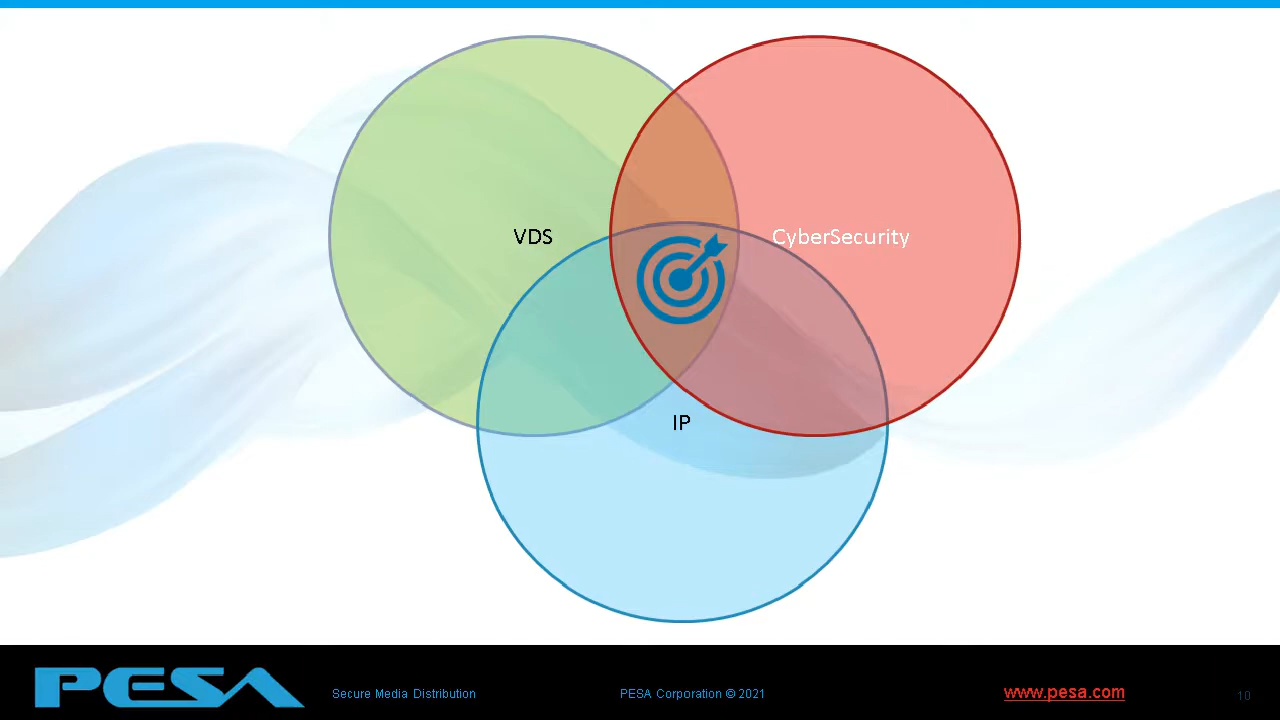 VDS
CyberSecurity
IP
PESA
Secure Media Distribution
PESA Corporation © 2021
www.pesa.com
10